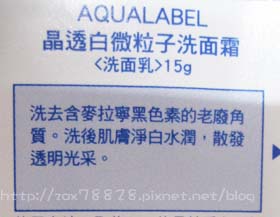 AQUALABEL
晶透白微粒子洗面霜
<洗面乳>15g
洗去含麥拉寧黑色素的老廢角
質。洗後肌膚淨白水潤，散發
透明光采。
http://zax78878.pixnet.net/blog